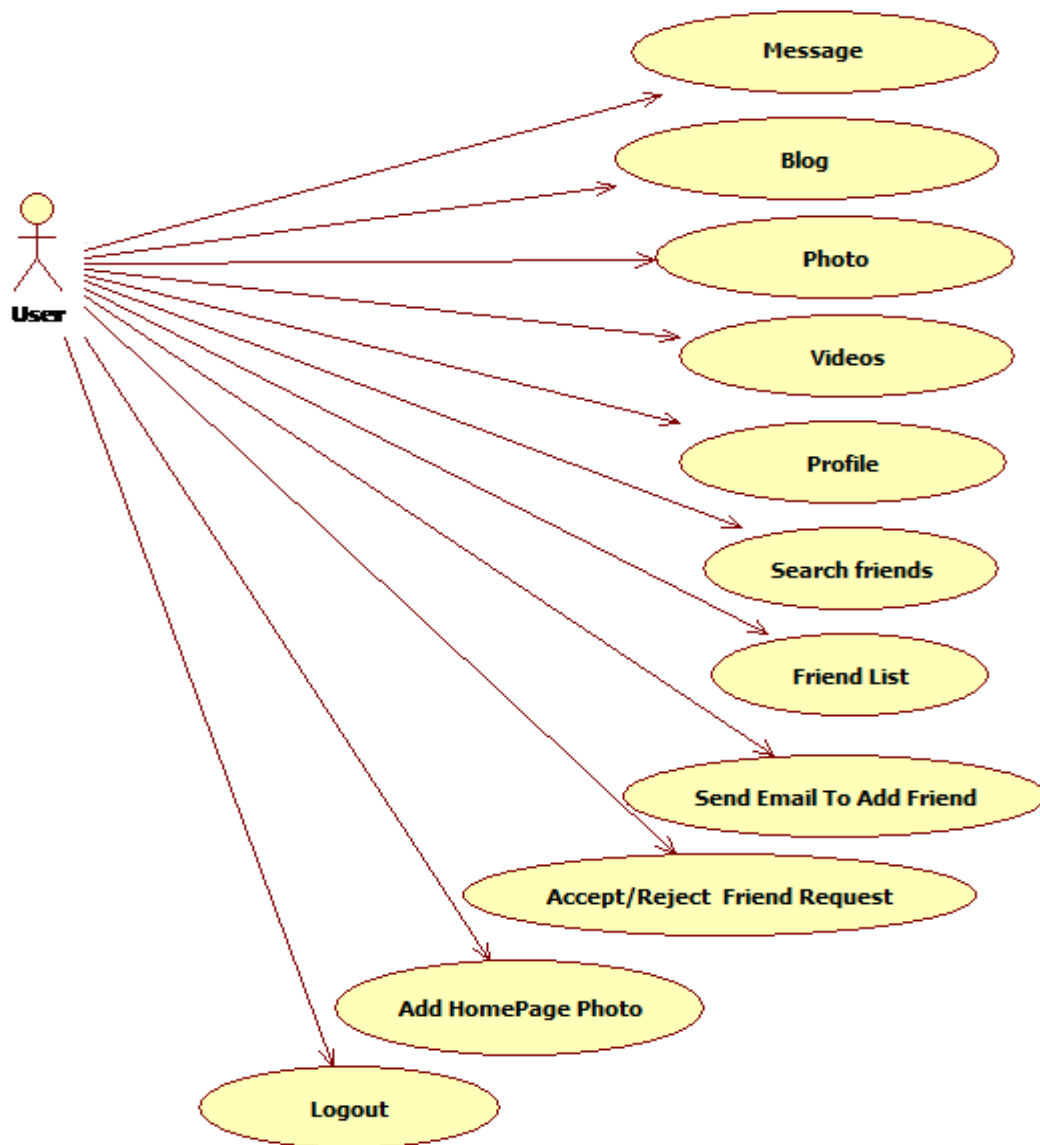 Message
Blog
Photo
User
Videos
Profile
Search friends
Friend List
Send Email To Add Friend
Accept/Reject Friend Request
Add HomePage Photo
Logout